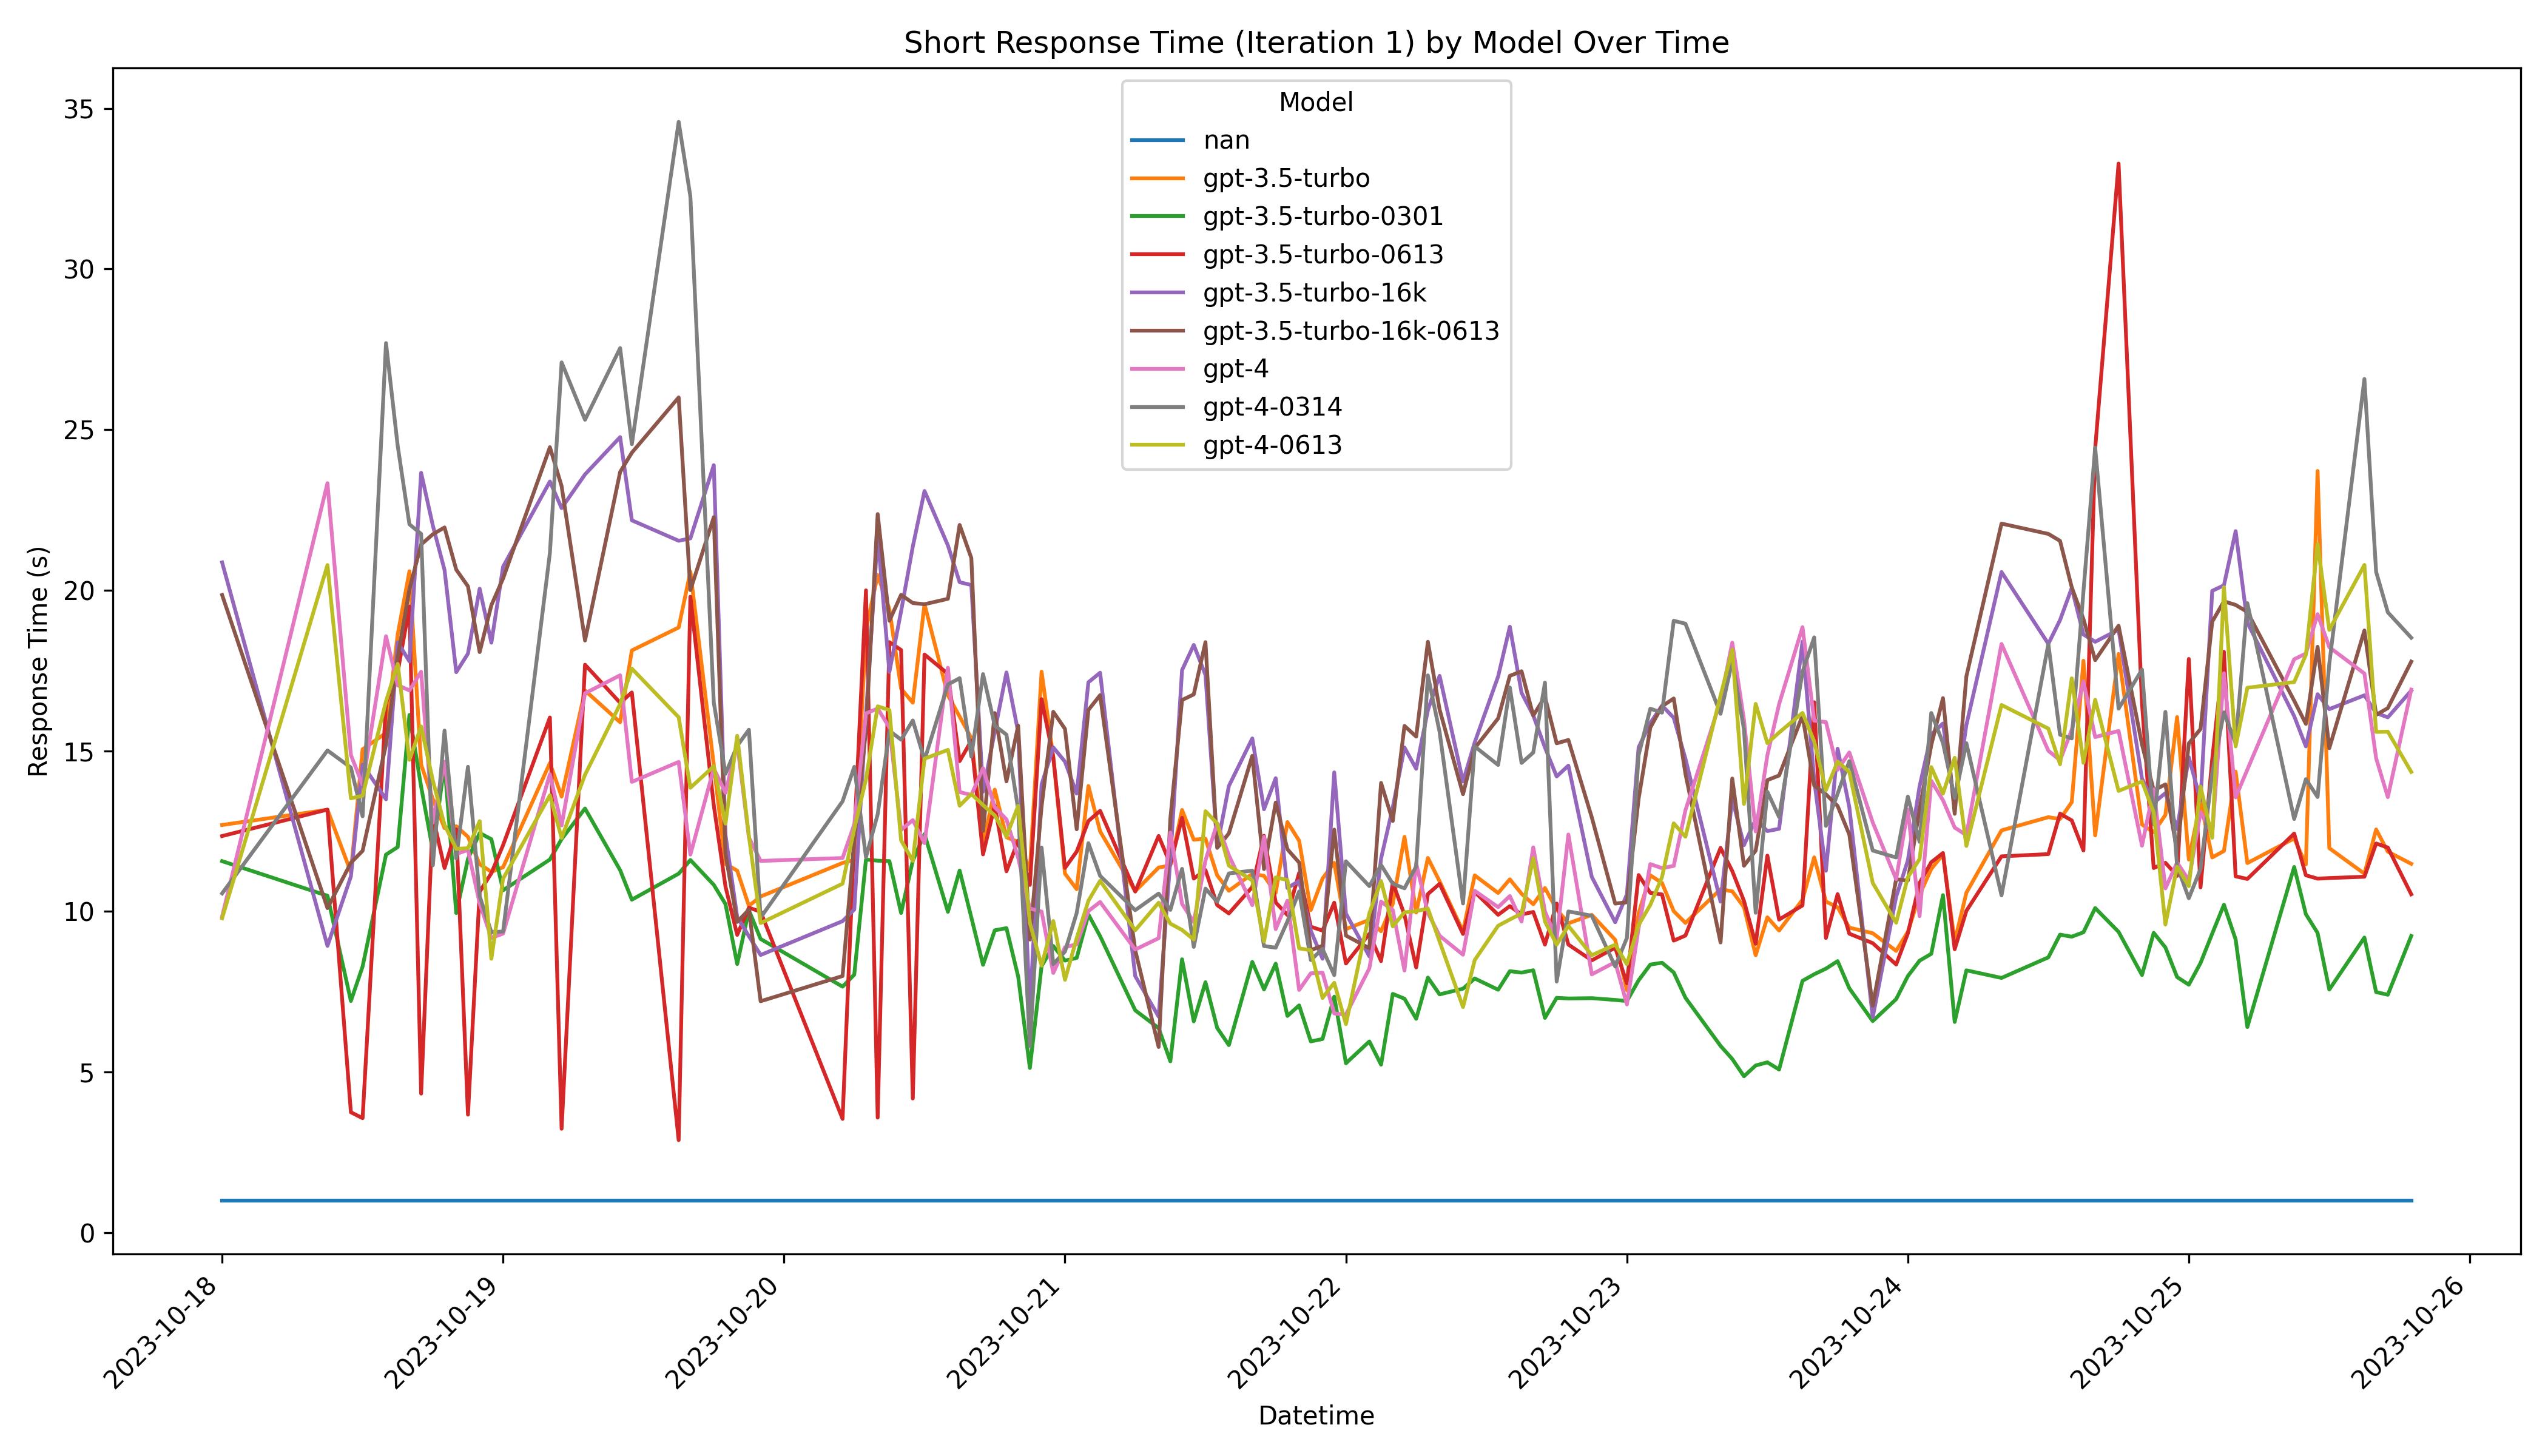 Short Response Time (Iteration 1) by Model Over Time
Model
nan
gpt-3.5-turbo
gpt-3.5-turbo-0301
gpt-3.5-turbo-0613
gpt-3.5-turbo-16k
gpt-3.5-turbo-16k-0613
gpt-4
gpt-4-0314
gpt-4-0613
Response Time (s)
35
30
25
20
15
10
5
0
2023-10-18
2023-10-19
2023-10-20
2023-10-21
2023-10-22
2023-10-23
2023-10-24
2023-10-25
2023-10-26
Datetime